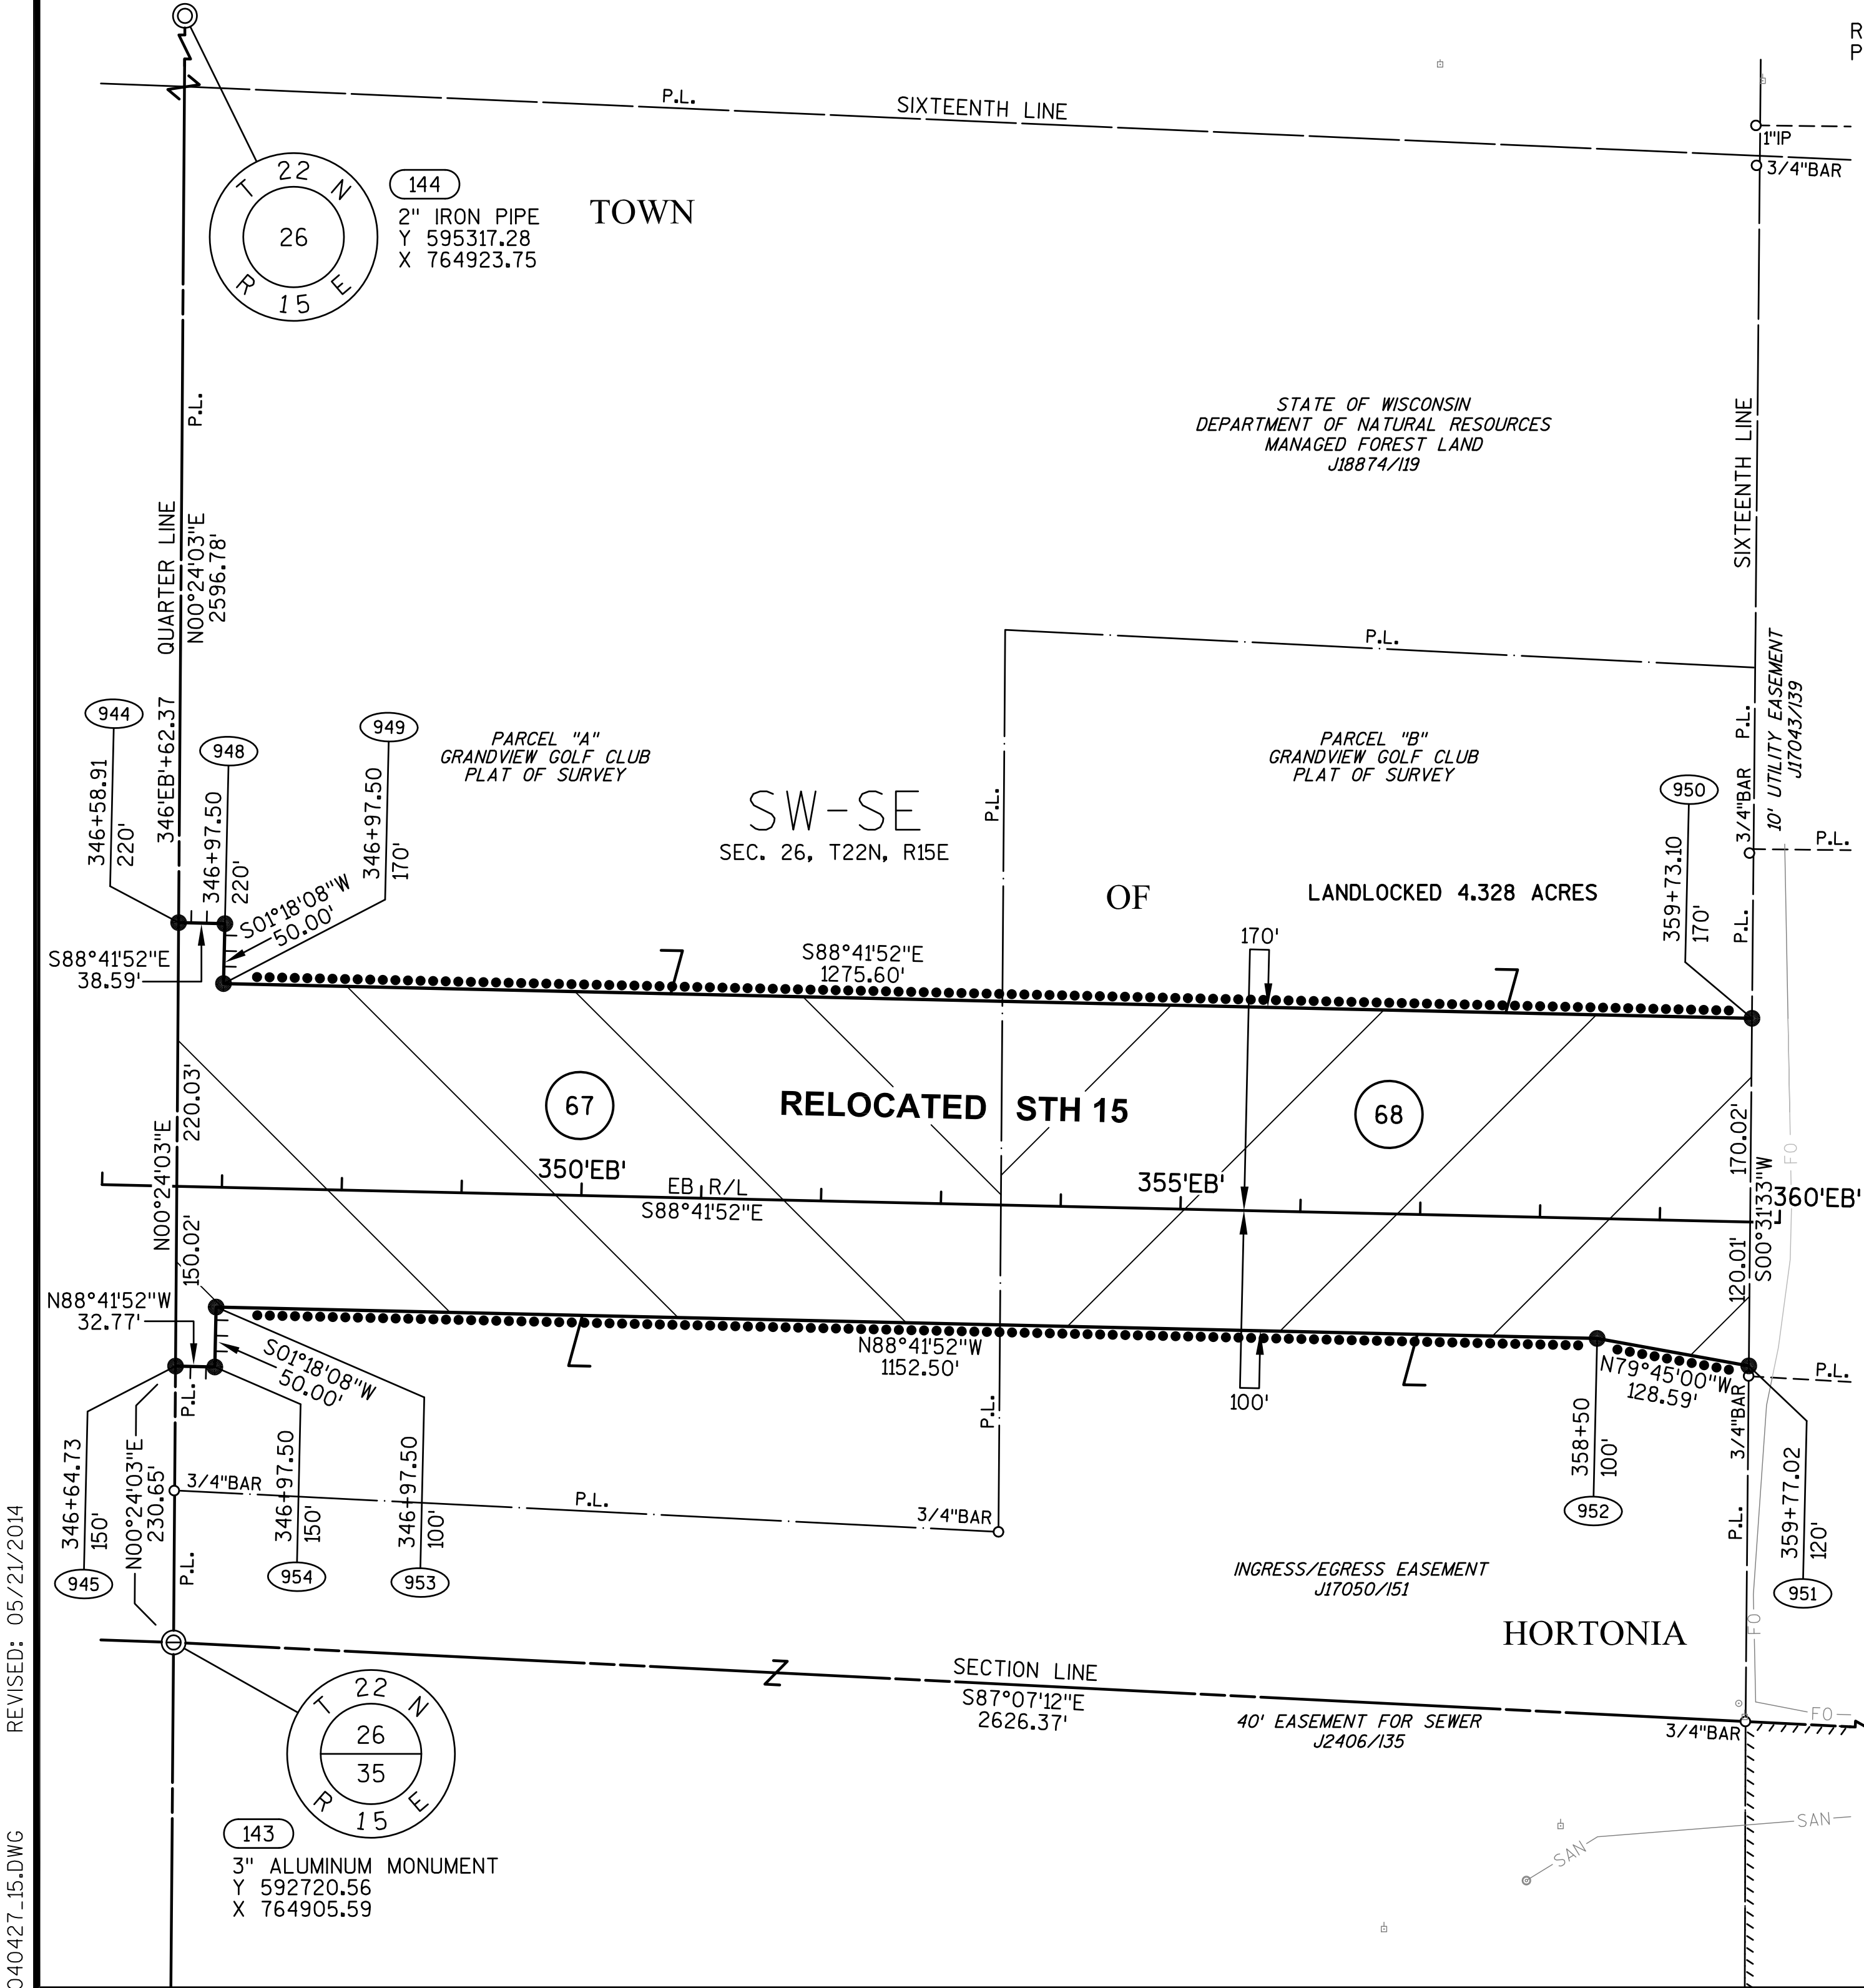 R
P
P.L.
SIXTEENTH LINE
1"IP
3/4"BAR
T 22 N
26
R 15 E
144
2" IRON PIPE
Y 595317.28
X 764923.75
TOWN
STATE OF WISCONSIN
DEPARTMENT OF NATURAL RESOURCES
MANAGED FOREST LAND
J18874/I19
P.L.
QUARTER LINE
N00°24'03"E
2596.78'
346'EB'+62.37
SIXTEENTH LINE
P.L.
P.L.
3/4"BAR
10' UTILITY EASEMENT
J17043/I39
P.L.
P.L.
944
346+58.91
220'
948
346+97.50
220'
949
346+97.50
170'
S01°18'08"W
50.00'
S88°41'52"E
38.59'
PARCEL "A"
GRANDVIEW GOLF CLUB
PLAT OF SURVEY
PARCEL "B"
GRANDVIEW GOLF CLUB
PLAT OF SURVEY
SW-SE
SEC. 26, T22N, R15E
P.L.
OF
LANDLOCKED 4.328 ACRES
950
359+73.10
170'
S88°41'52"E
1275.60'
170'
67
RELOCATED STH 15
68
220.03'
N00°24'03"E
150.02'
350'EB'
EB R/L
S88°41'52"E
355'EB'
360'EB'
170.02'
S00°31'33"W
120.01'
FO
N88°41'52"W
32.77'
S01°18'08"W
50.00'
N88°41'52"W
1152.50'
100'
N79°45'00"W
128.59'
P.L.
3/4"BAR
P.L.
P.L.
346+64.73
150'
945
N00°24'03"E
230.65'
P.L.
3/4"BAR
P.L.
3/4"BAR
346+97.50
150'
954
346+97.50
100'
953
358+50
100'
952
P.L.
359+77.02
120'
951
INGRESS/EGRESS EASEMENT
J17050/I51
HORTONIA
FO
SECTION LINE
S87°07'12"E
2626.37'
40' EASEMENT FOR SEWER
J2406/I35
3/4"BAR
FO
T 22 N
26
35
R 15 E
143
3" ALUMINUM MONUMENT
Y 592720.56
X 764905.59
SAN
SAN
REVISED: 05/21/2014
040427_15.DWG